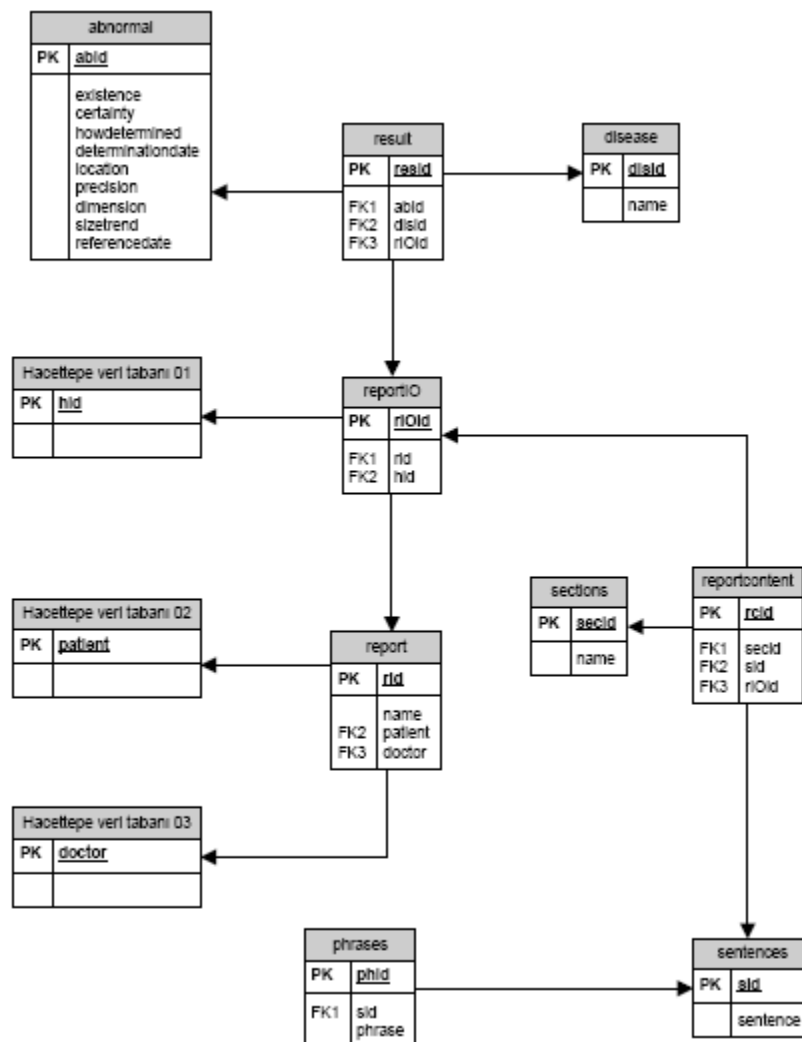 abnormal
PK abid
existence
certainty
howdetermined
determinationdate
location
precision
dimension
sizetrend
referencedate
result
PK resid
FK1 abid
FK2 disid
FK3 rIOid
disease
PK disid
name
Hacettepe veri tabanı 01
PK hid
reportIO
PK rIOid
FK1 rid
FK2 hid
Hacettepe veri tabanı 02
PK patient
report
PK rid
name
FK2 patient
FK3 doctor
sections
PK secid
name
reportcontent
PK rcid
FK1 secid
FK2 sid
FK3 rIOid
Hacettepe veri tabanı 03
PK doctor
phrases
PK phid
FK1 sid
phrase
sentences
PK sid
sentence